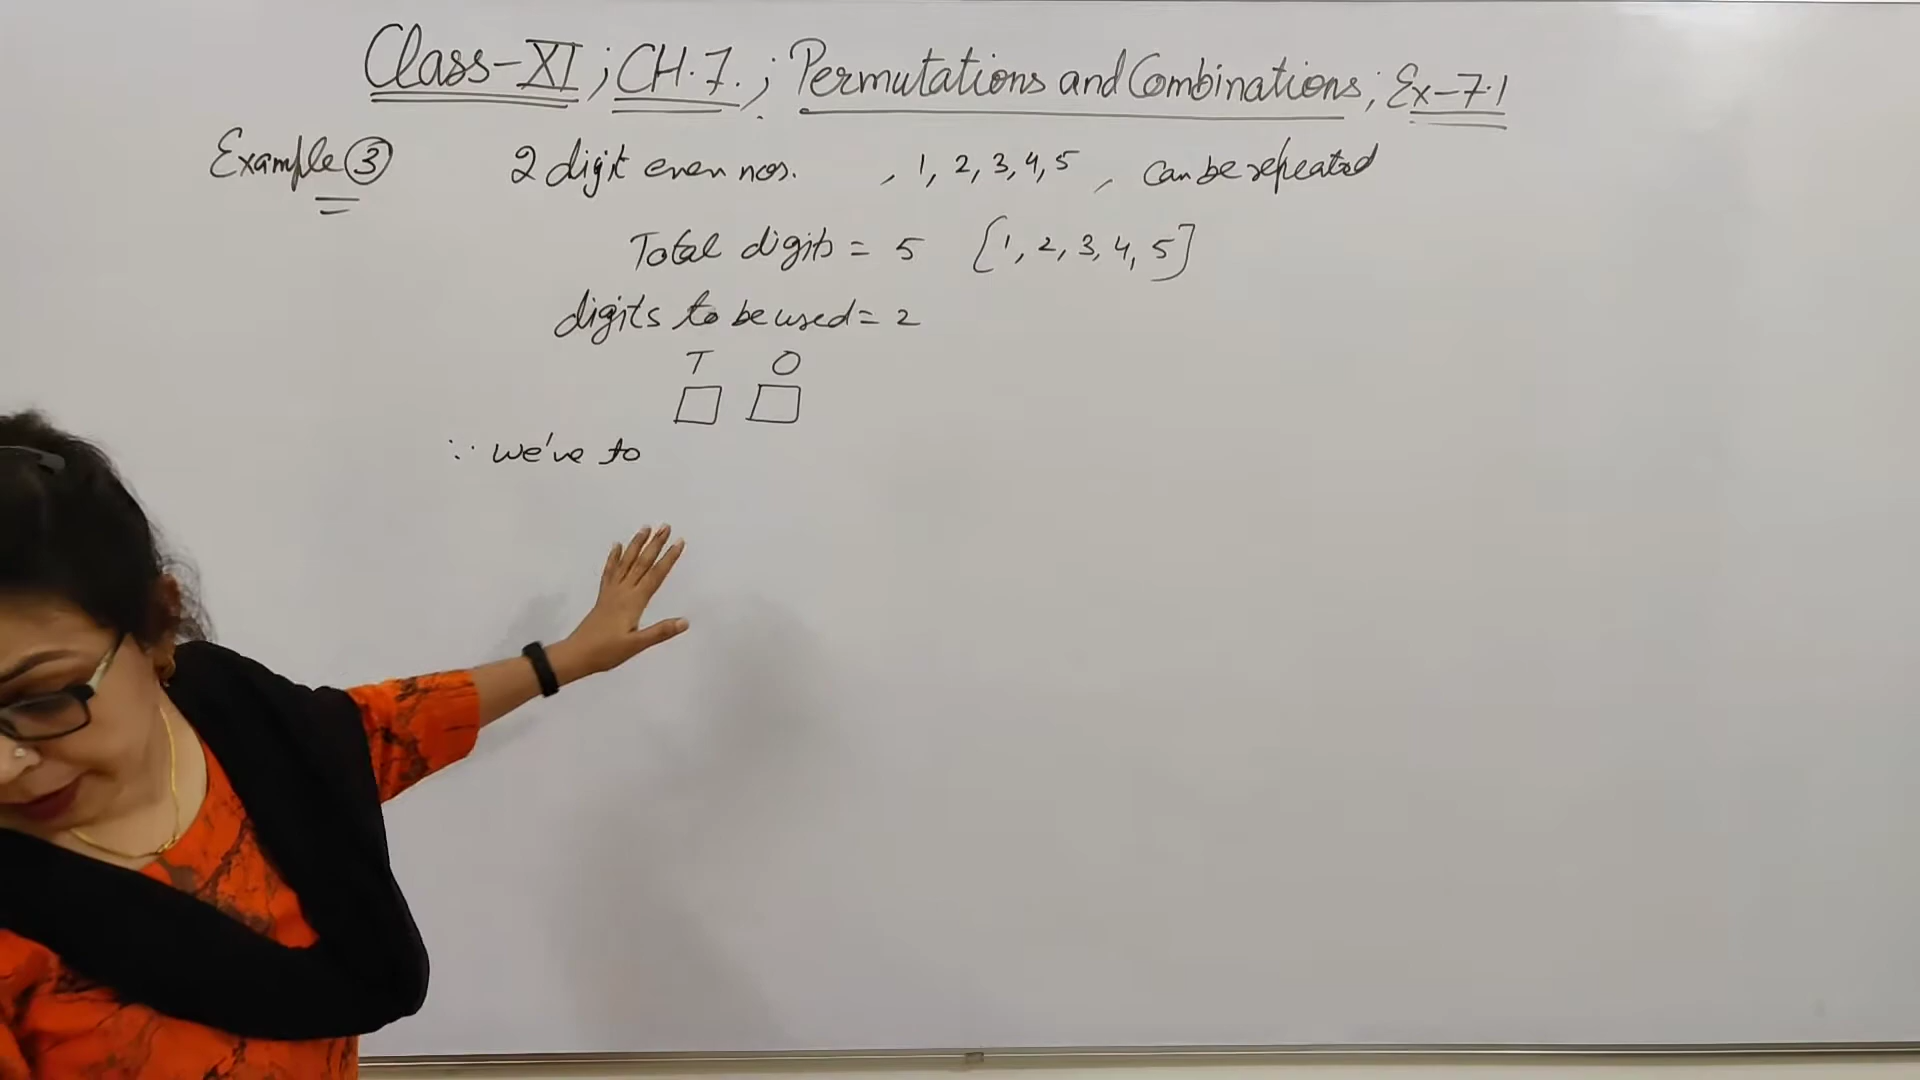 Class-XI ; CH.7. ; Permutations and Combinations ; Ex-7.1
Example ③ 2 digit even nos. , 1, 2, 3, 4, 5 , can be repeated
Total digits = 5 [1, 2, 3, 4, 5]
digits to be used = 2
T O
∵ we've to